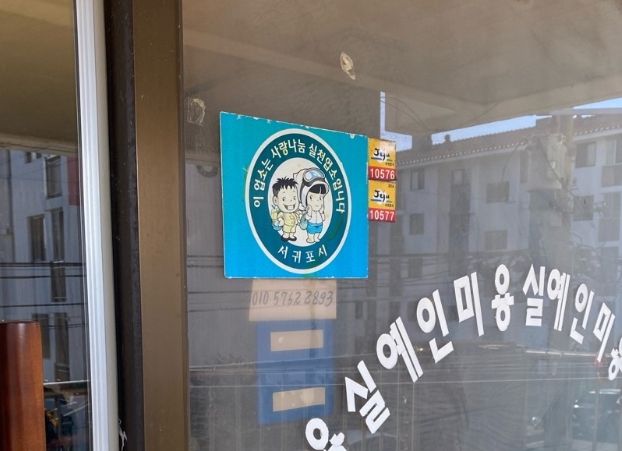 이 업소는 사랑나눔 실천업소입니다
서귀포시
10576
10577
010 5762 2893
용실예인미용실예인미용